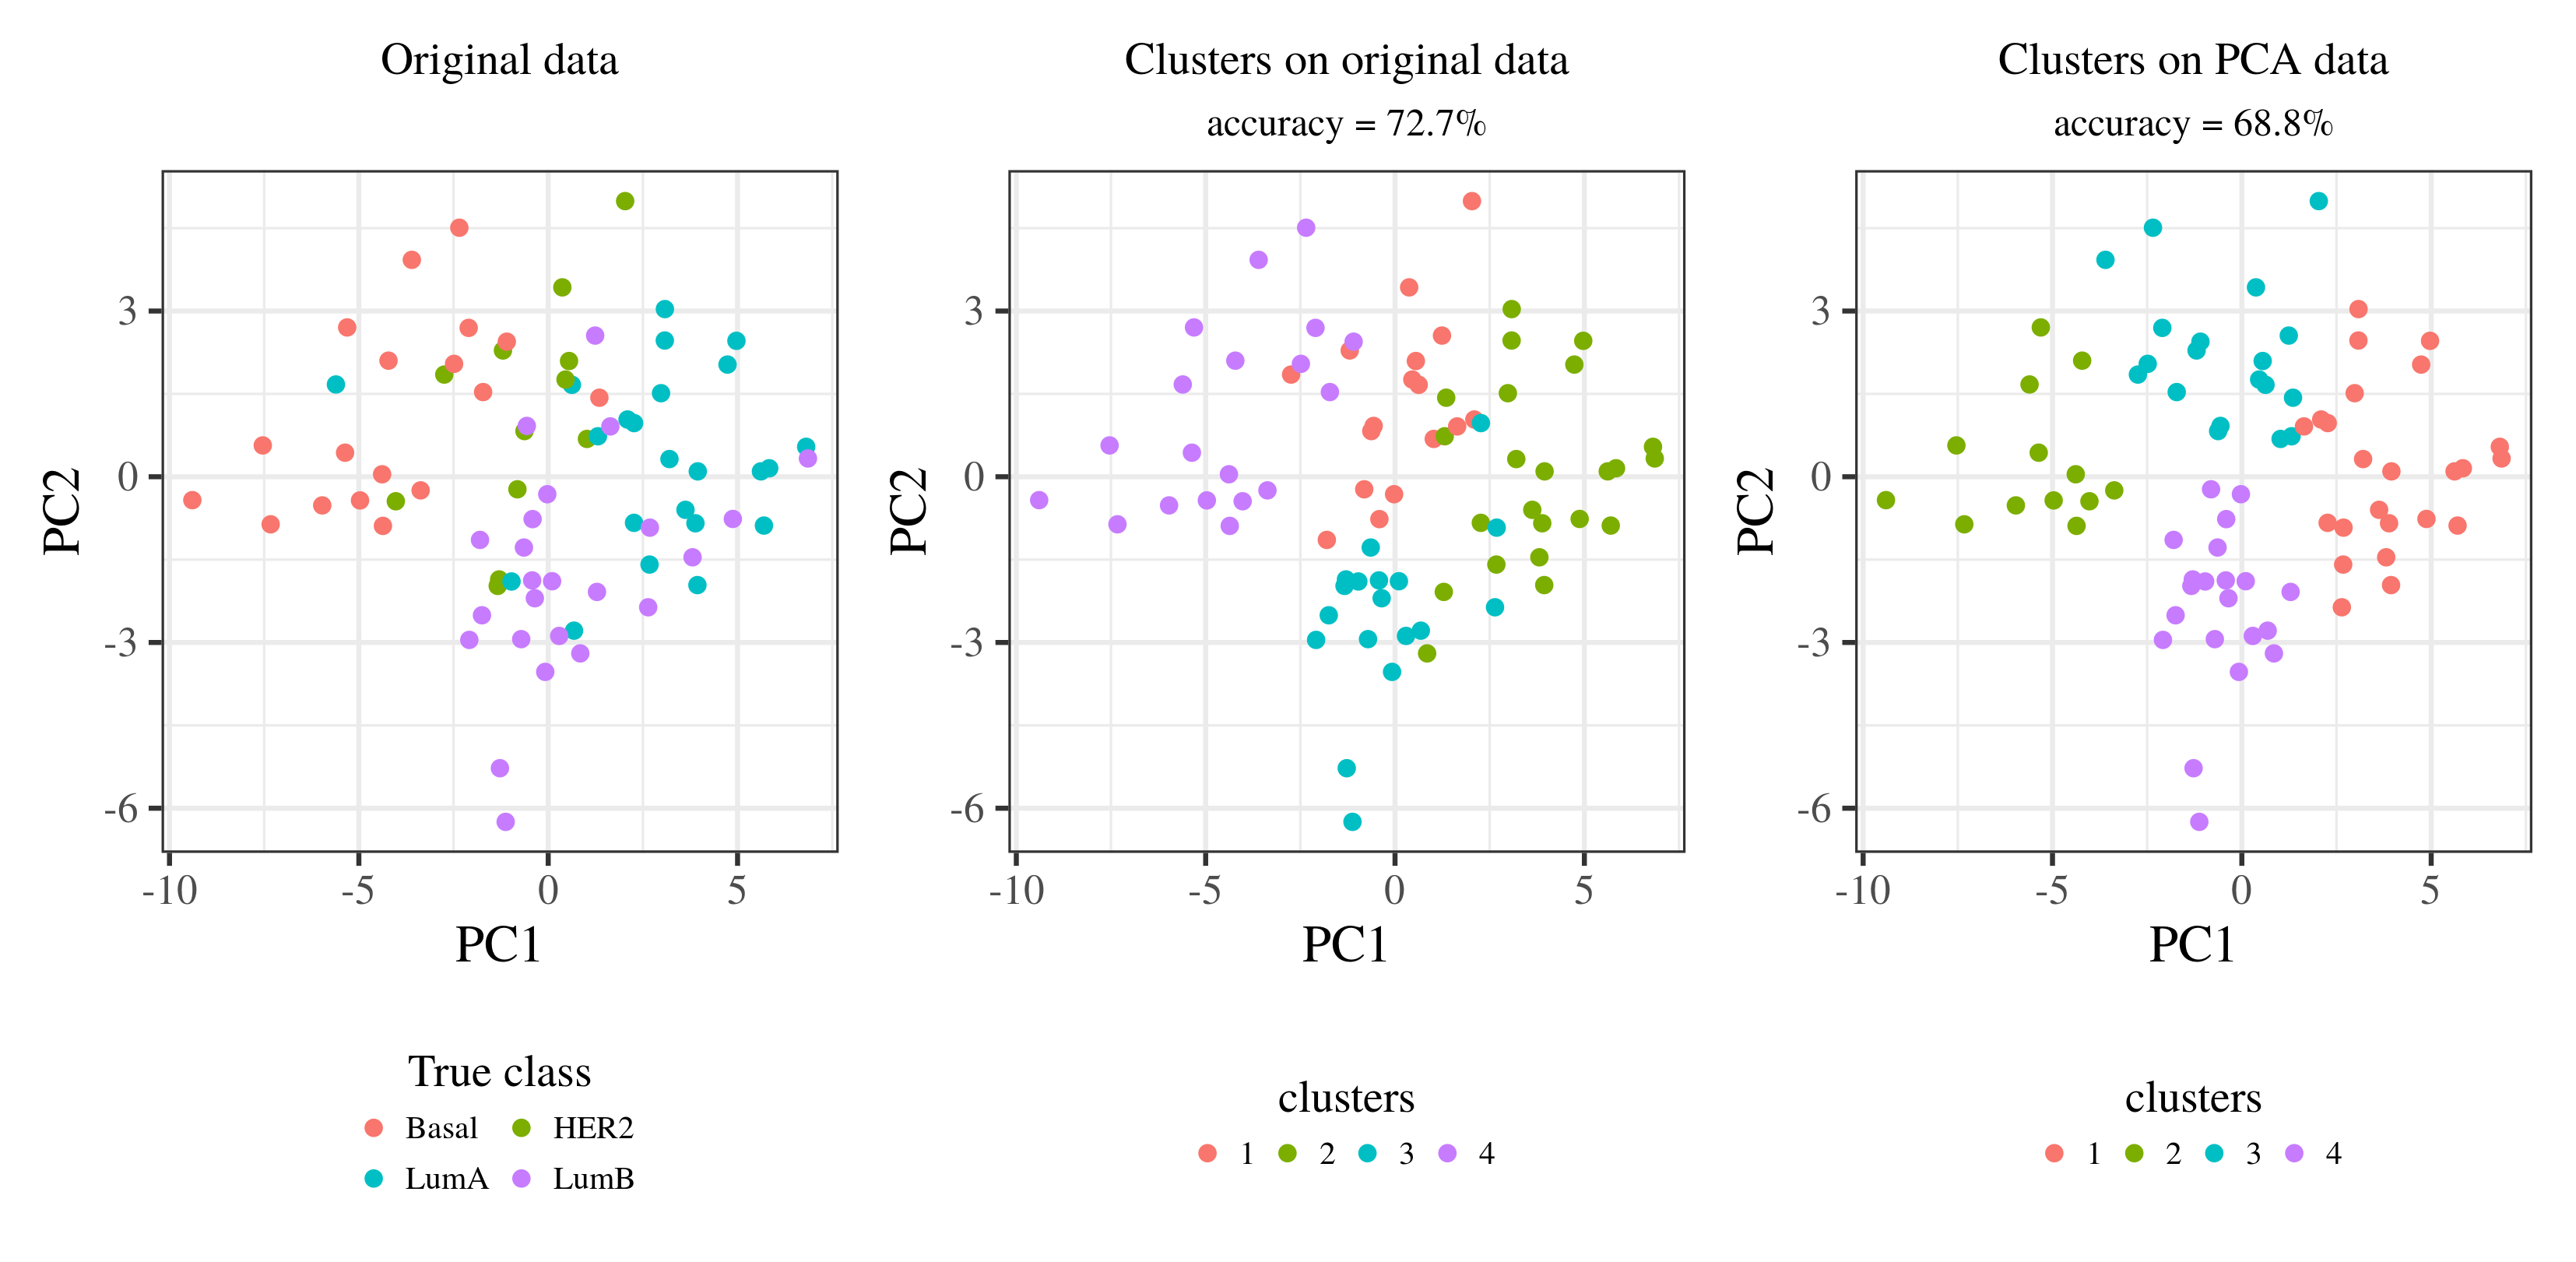 Original data
Clusters on original data
accuracy = 72.7%
Clusters on PCA data
accuracy = 68.8%
PC2
3
0
-3
-6
-10 -5 0 5
PC1
PC2
3
0
-3
-6
-10 -5 0 5
PC1
PC2
3
0
-3
-6
-10 -5 0 5
PC1
True class
Basal HER2
LumA LumB
clusters
1 2 3 4
clusters
1 2 3 4